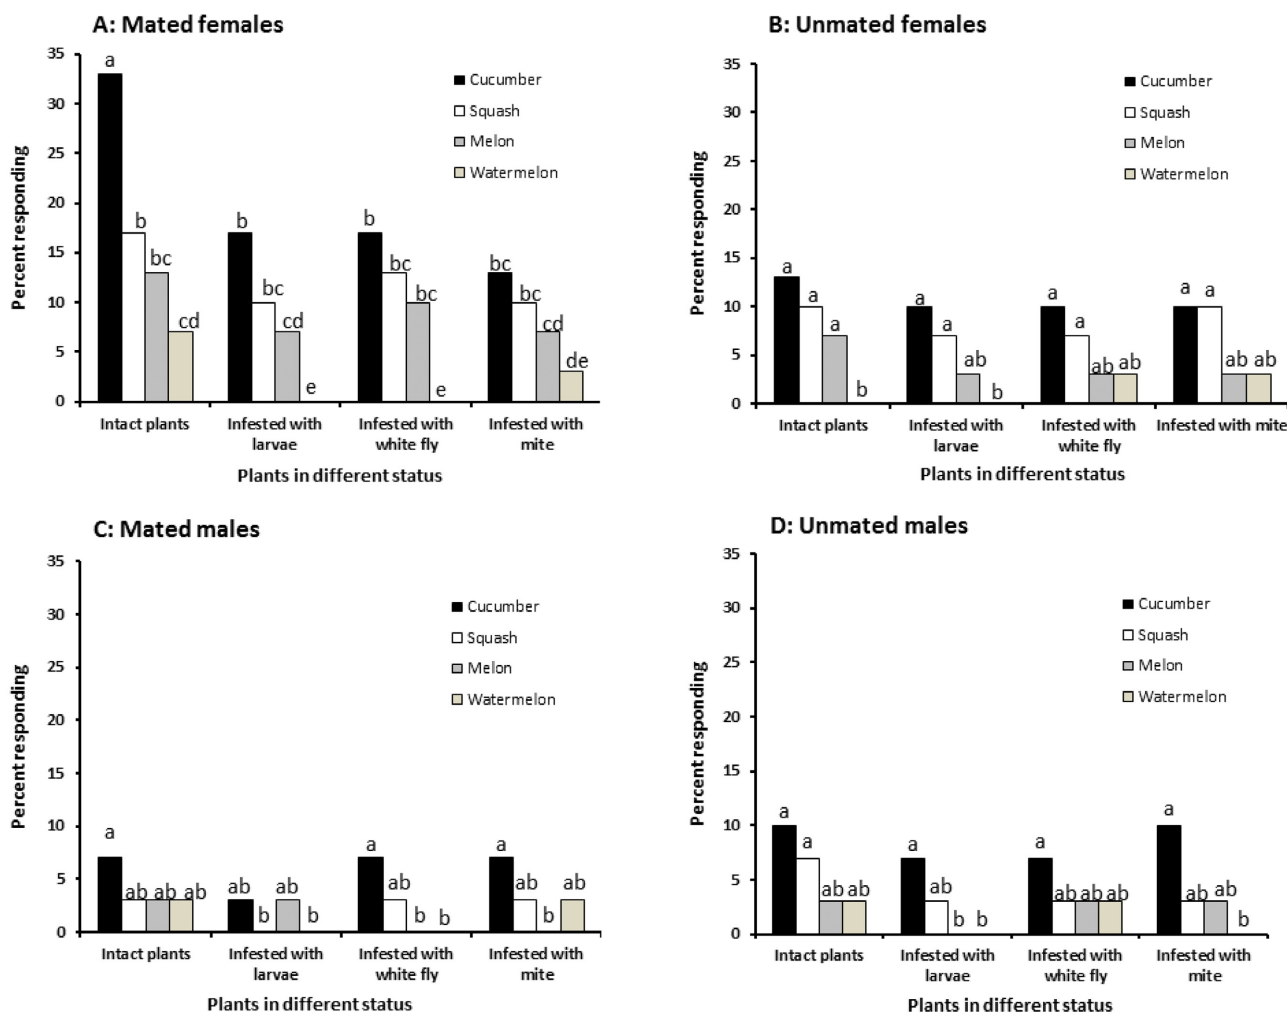 A: Mated females
35
30
25
20
15
10
5
0
Percent responding
Cucumber
Squash
Melon
Watermelon
a b bc cd
b bc cd e
b bc bc e
bc bc cd de
Intact plants
Infested with
larvae
Infested with
white fly
Infested with
mite
Plants in different status
B: Unmated females
35
30
25
20
15
10
5
0
Percent responding
Cucumber
Squash
Melon
Watermelon
a a a b
a a ab b
a a ab ab
a a ab ab
Intact plants
Infested with
larvae
Infested with
white fly
Infested with mite
Plants in different status
C: Mated males
35
30
25
20
15
10
5
0
Percent responding
Cucumber
Squash
Melon
Watermelon
a ab ab ab
ab b ab b
a ab b b
a ab b ab
Intact plants
Infested with
larvae
Infested with
white fly
Infested with
mite
Plants in different status
D: Unmated males
35
30
25
20
15
10
5
0
Percent responding
Cucumber
Squash
Melon
Watermelon
a a ab ab
a ab b b
a ab ab ab
a ab ab b
Intact plants
Infested with
larvae
Infested with
white fly
Infested with
mite
Plants in different status